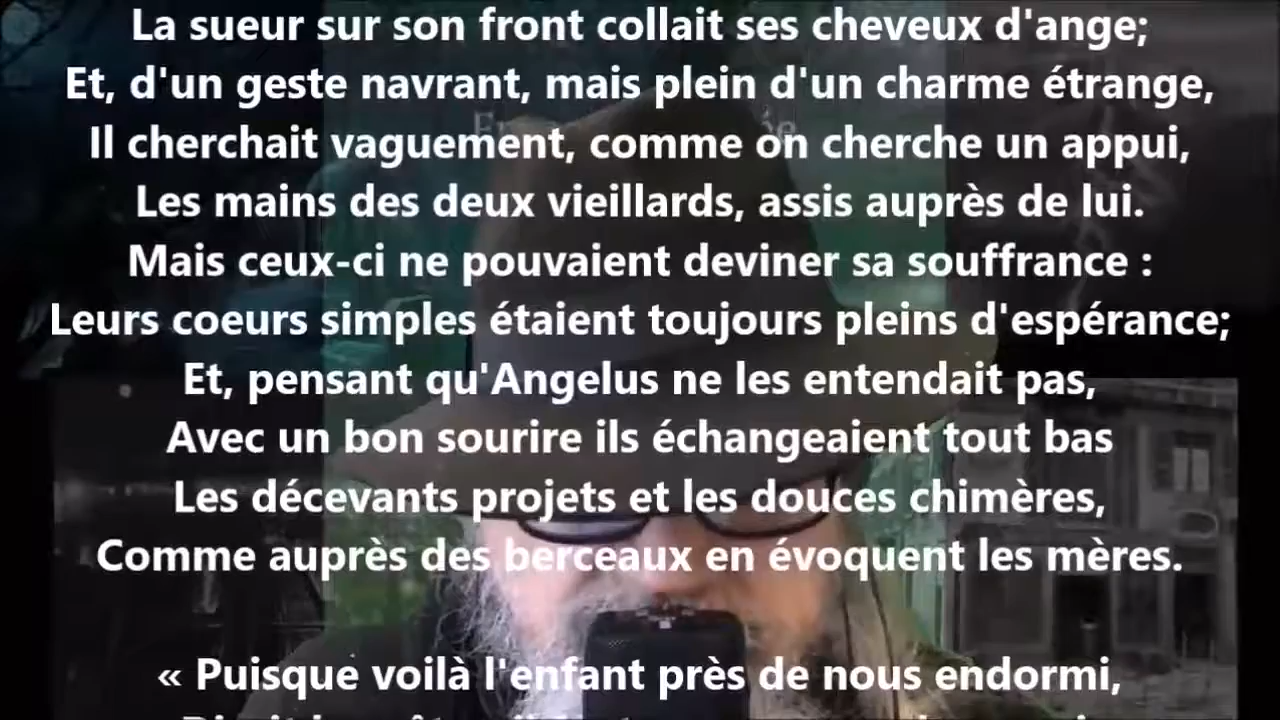 La sueur sur son front collait ses cheveux d'ange;
Et, d'un geste navrant, mais plein d'un charme étrange,
Il cherchait vaguement, comme on cherche un appui,
Les mains des deux vieillards, assis auprès de lui.
Mais ceux-ci ne pouvaient deviner sa souffrance :
Leurs coeurs simples étaient toujours pleins d'espérance;
Et, pensant qu'Angelus ne les entendait pas,
Avec un bon sourire ils échangeaient tout bas
Les décevants projets et les douces chimères,
Comme auprès des berceaux en évoquent les mères.
« Puisque voilà l'enfant près de nous endormi,